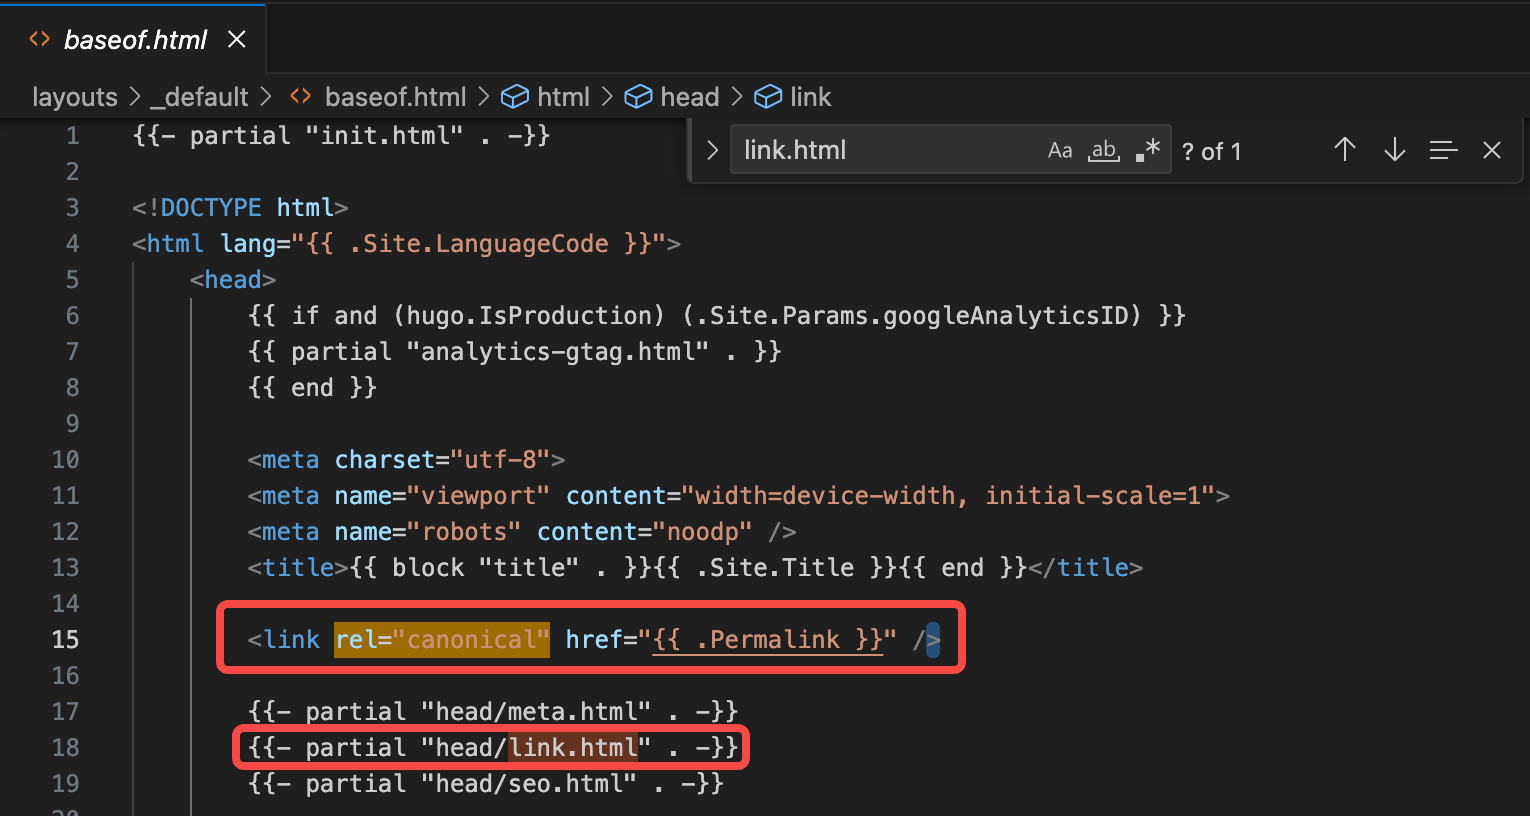 baseof.html
layouts > _default > baseof.html > html > head > link
link.html Aa ab .* ? of 1
1 {{- partial "init.html" . -}}
2
3 <!DOCTYPE html>
4 <html lang="{{ .Site.LanguageCode }}">
5 <head>
6 {{ if and (hugo.IsProduction) (.Site.Params.googleAnalyticsID) }}
7 {{ partial "analytics-gtag.html" . }}
8 {{ end }}
9
10 <meta charset="utf-8">
11 <meta name="viewport" content="width=device-width, initial-scale=1">
12 <meta name="robots" content="noodp" />
13 <title>{{ block "title" . }}{{ .Site.Title }}{{ end }}</title>
14
15 <link rel="canonical" href="{{ .Permalink }}" />
16
17 {{- partial "head/meta.html" . -}}
18 {{- partial "head/link.html" . -}}
19 {{- partial "head/seo.html" . -}}